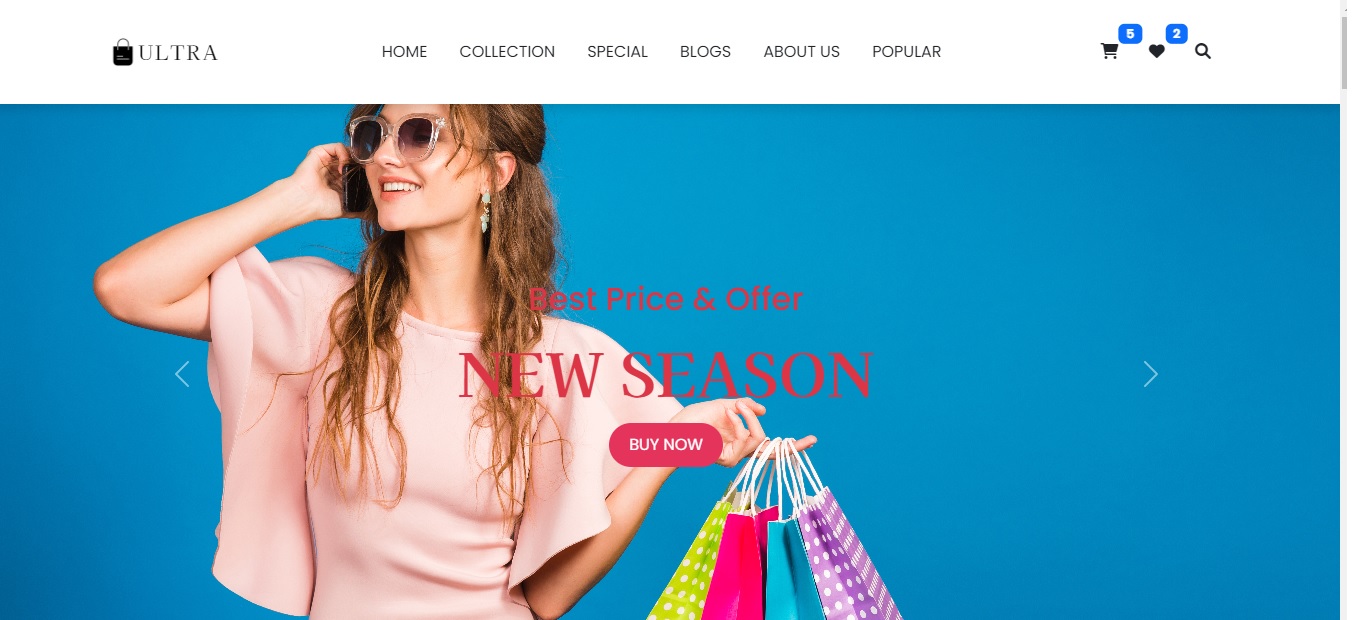 ULTRA
HOME COLLECTION SPECIAL BLOGS ABOUT US POPULAR
5 2
Best Price & Offer
NEW SEASON
BUY NOW